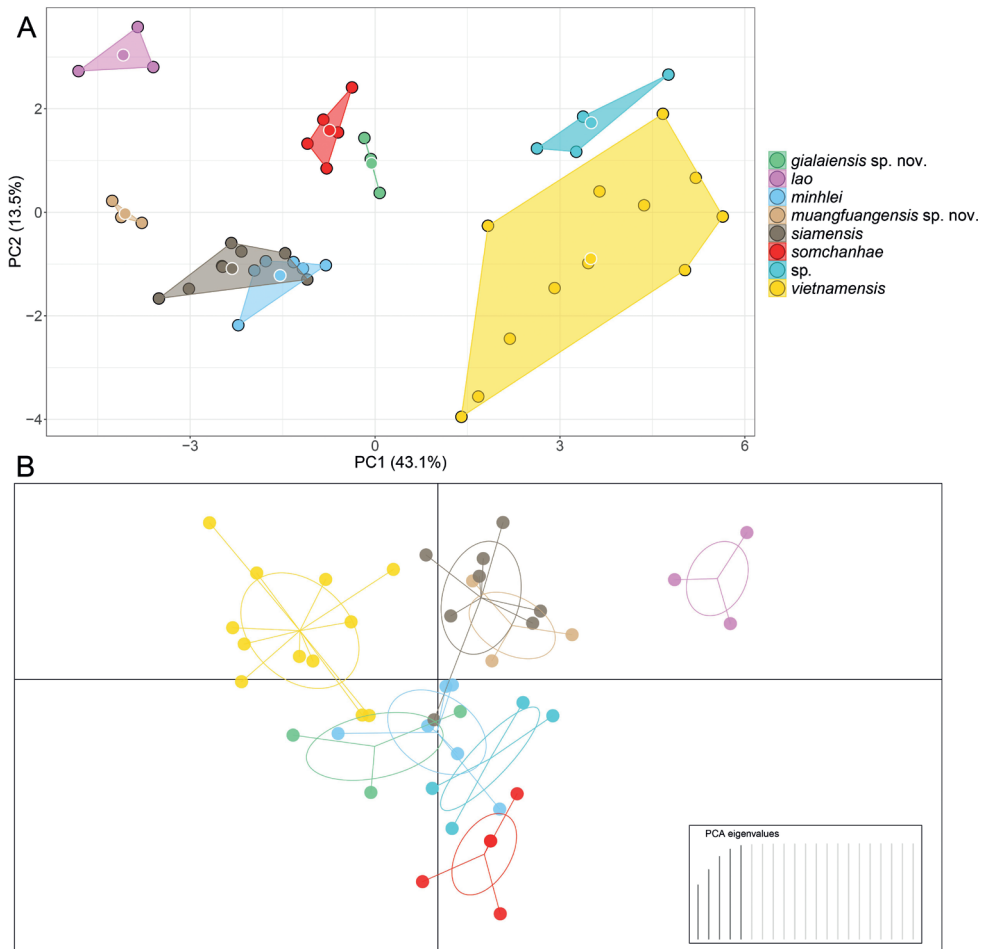 A
2
0
−2
−4
PC2 (13.5%)
−3
0
3
6
PC1 (43.1%)
gialaiensis sp. nov.
lao
minhlei
muangfuangensis sp. nov.
siamensis
somchanhae
sp.
vietnamensis
B
PCA eigenvalues